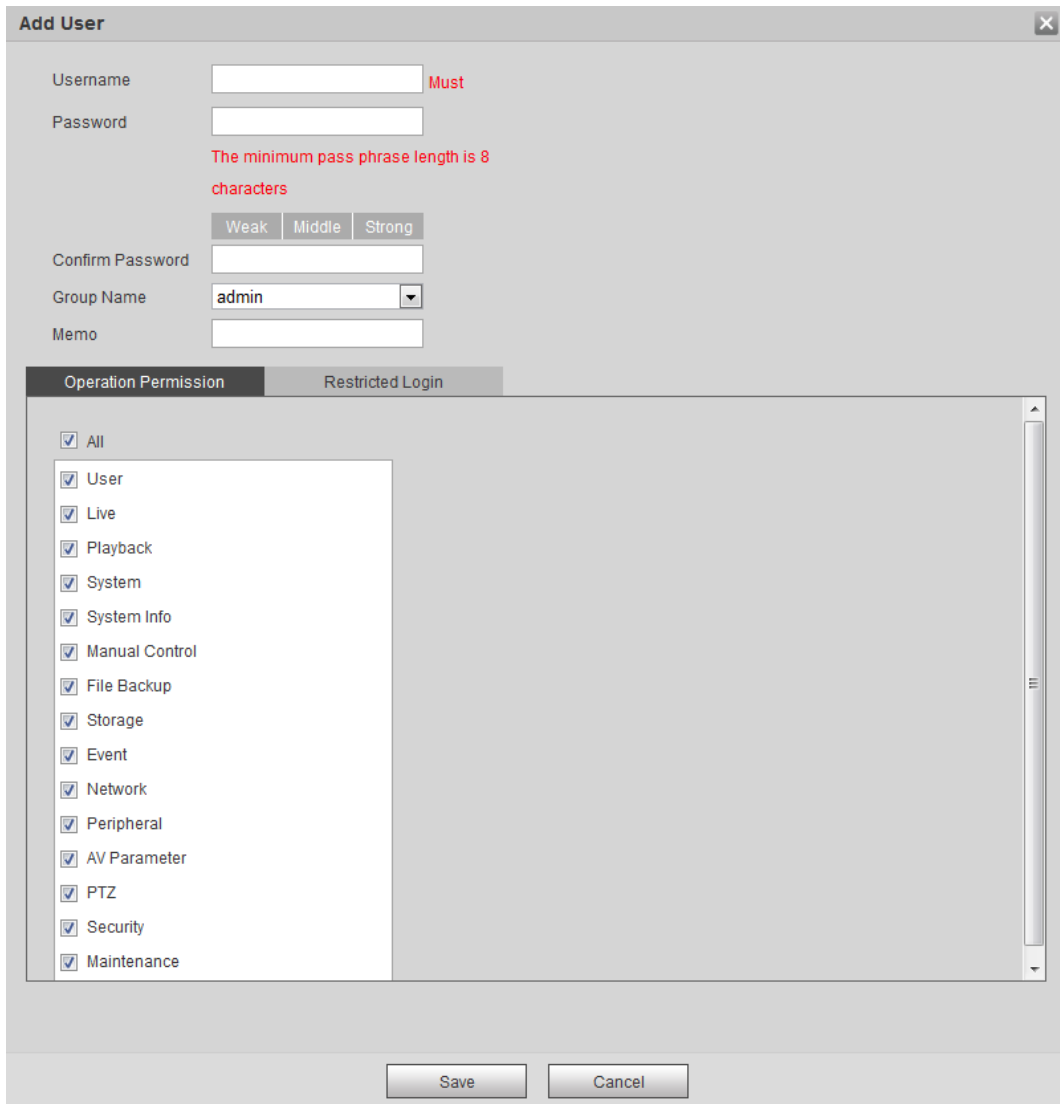 Add User
Username
Must
Password
The minimum pass phrase length is 8
characters
Weak Middle Strong
Confirm Password
Group Name admin
Memo
Operation Permission Restricted Login
All
User
Live
Playback
System
System Info
Manual Control
File Backup
Storage
Event
Network
Peripheral
AV Parameter
PTZ
Security
Maintenance
Save Cancel